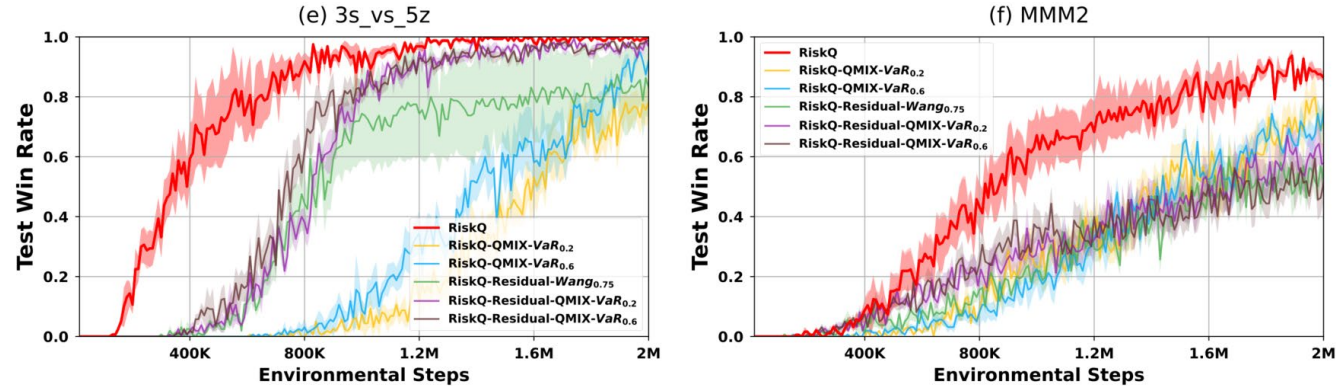 (e) 3s_vs_5z
Test Win Rate
1.0
0.8
0.6
0.4
0.2
0.0
RiskQ
RiskQ-QMIX-VaR0.2
RiskQ-QMIX-VaR0.6
RiskQ-Residual-Wang0.75
RiskQ-Residual-QMIX-VaR0.2
RiskQ-Residual-QMIX-VaR0.6
400K 800K 1.2M 1.6M 2M
Environmental Steps
(f) MMM2
Test Win Rate
1.0
0.8
0.6
0.4
0.2
0.0
RiskQ
RiskQ-QMIX-VaR0.2
RiskQ-QMIX-VaR0.6
RiskQ-Residual-Wang0.75
RiskQ-Residual-QMIX-VaR0.2
RiskQ-Residual-QMIX-VaR0.6
400K 800K 1.2M 1.6M 2M
Environmental Steps